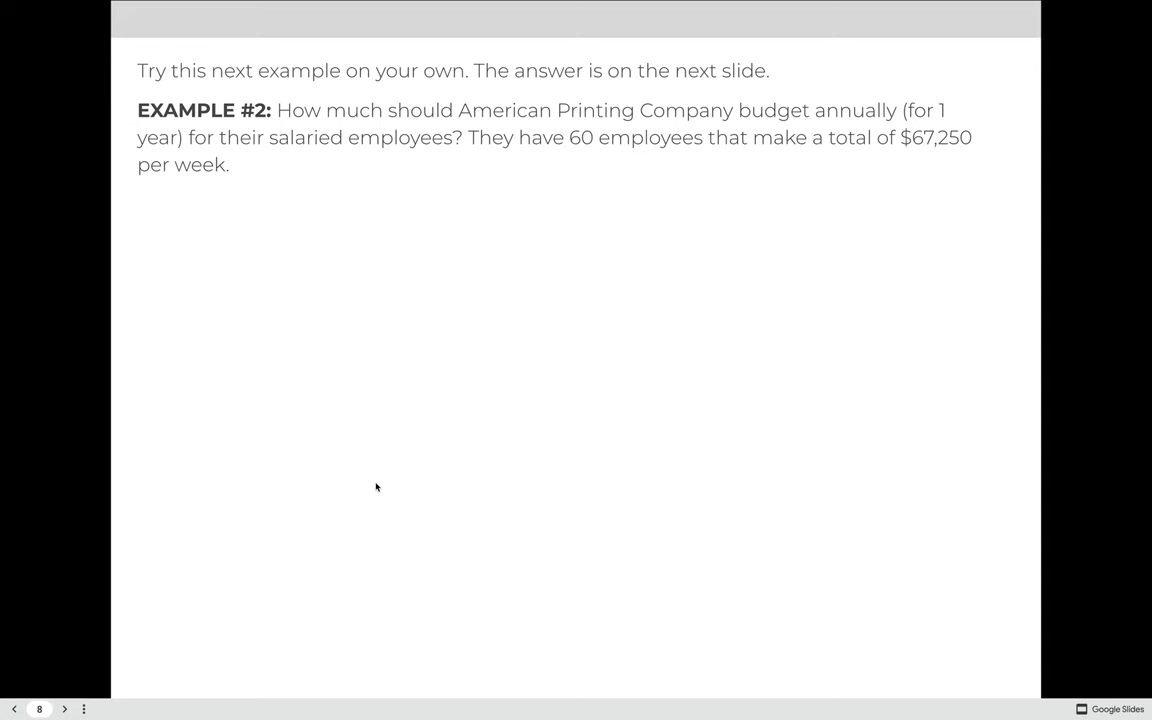 Try this next example on your own. The answer is on the next slide.
EXAMPLE #2: How much should American Printing Company budget annually (for 1
year) for their salaried employees? They have 60 employees that make a total of $67,250
per week.
8
Google Slides